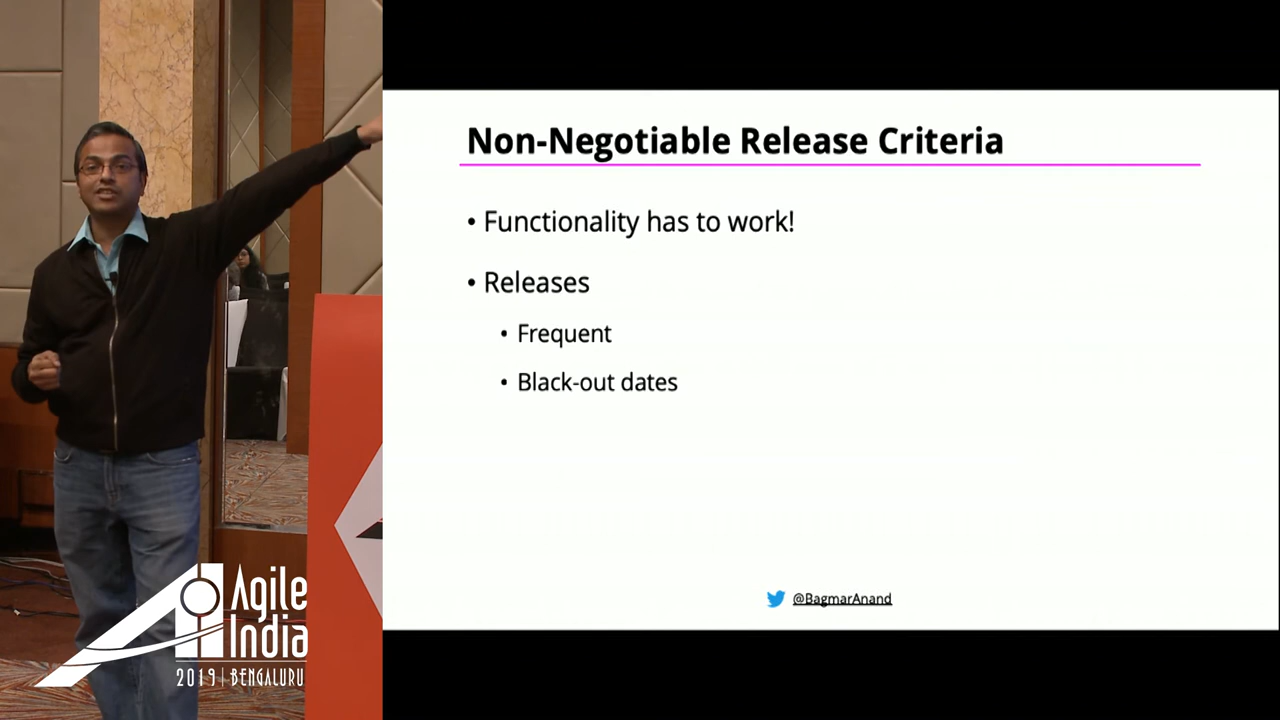 Non-Negotiable Release Criteria
• Functionality has to work!
• Releases
• Frequent
• Black-out dates
@BagmarAnand
Agile
India
2019 | BENGALURU